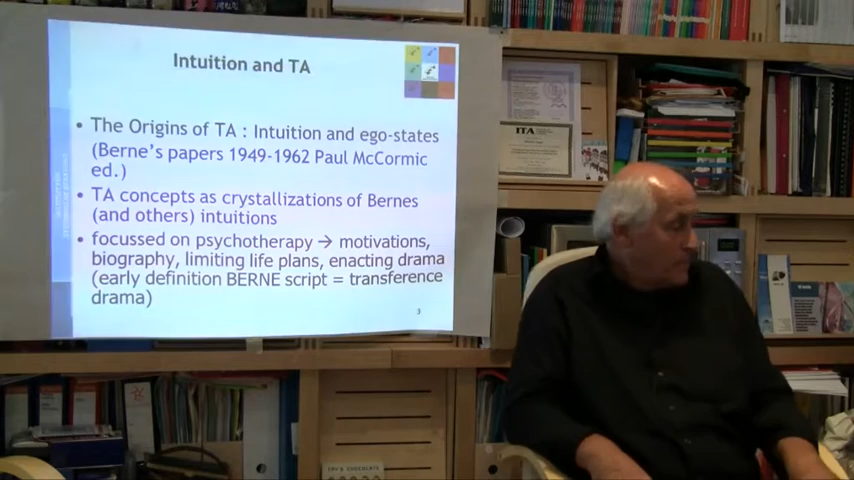 Intuition and TA
• The Origins of TA : Intuition and ego-states
(Berne's papers 1949-1962 Paul McCormic
ed.)
• TA concepts as crystallizations of Bernes
(and others) intuitions
• focussed on psychotherapy → motivations,
biography, limiting life plans, enacting drama
(early definition BERNE script = transference
drama)
3
ITA